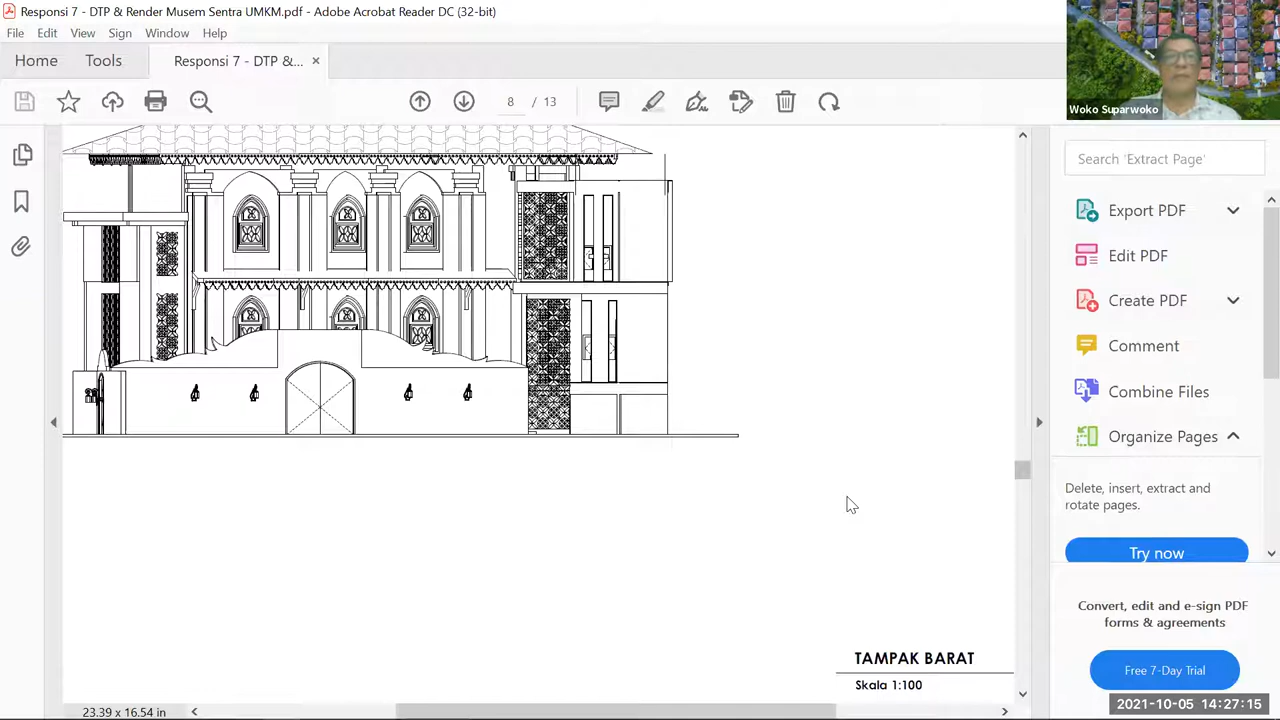 Responsi 7 - DTP & Render Musem Sentra UMKM.pdf - Adobe Acrobat Reader DC (32-bit)
File Edit View Sign Window Help
Home Tools Responsi 7 - DTP &... ×
8 / 13
Woko Suparwoko
Search 'Extract Page'
Export PDF
Edit PDF
Create PDF
Comment
Combine Files
Organize Pages
Delete, insert, extract and
rotate pages.
Try now
Convert, edit and e-sign PDF
forms & agreements
Free 7-Day Trial
TAMPAK BARAT
Skala 1:100
23.39 x 16.54 in
2021-10-05 14:27:15